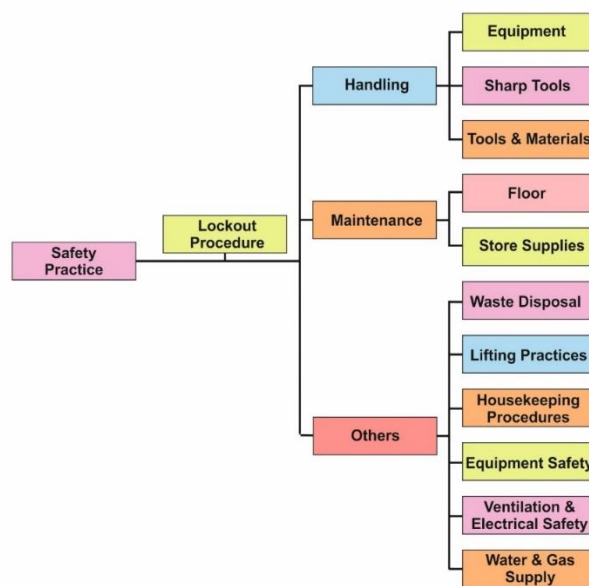 Safety
Practice
Lockout
Procedure
Handling
Equipment
Sharp Tools
Tools & Materials
Maintenance
Floor
Store Supplies
Others
Waste Disposal
Lifting Practices
Housekeeping
Procedures
Equipment Safety
Ventilation &
Electrical Safety
Water & Gas
Supply